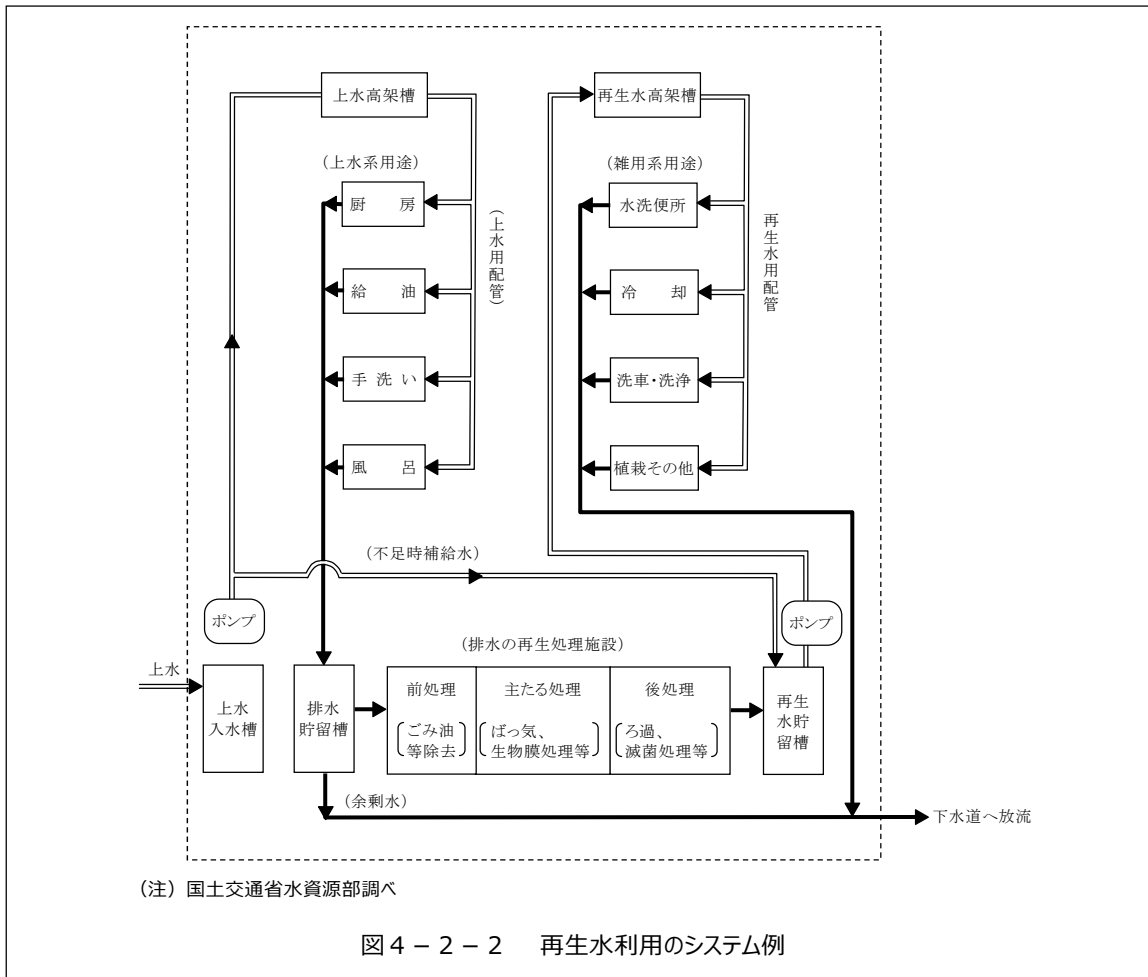 上水高架槽
再生水高架槽
(上水系用途)
(雑用系用途)
厨 房
給 油
手 洗 い
風 呂
(上水用配管)
水洗便所
冷 却
洗車・洗浄
植栽その他
再生水用配管
(不足時補給水)
ポンプ
ポンプ
(排水の再生処理施設)
上水
上水
入水槽
排水
貯留槽
前処理
ごみ油
等除去
主たる処理
ばっ気、
生物膜処理等
後処理
ろ過、
滅菌処理等
再生
水貯
留槽
(余剰水)
下水道へ放流
(注)国土交通省水資源部調べ
図4-2-2 再生水利用のシステム例